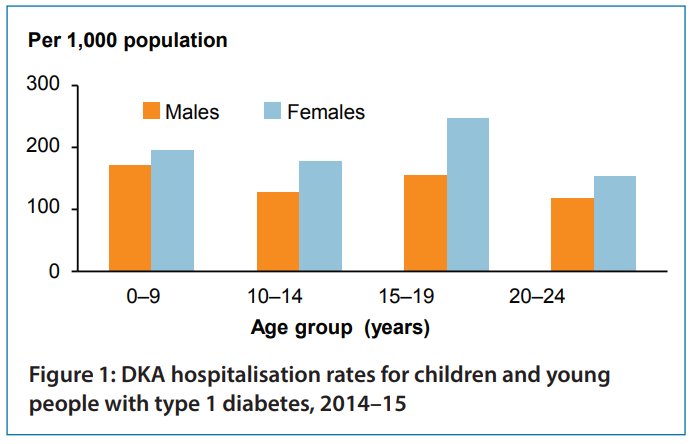 Per 1,000 population
300
Males Females
200
100
0
0–9 10–14 15–19 20–24
Age group (years)
Figure 1: DKA hospitalisation rates for children and young
people with type 1 diabetes, 2014–15